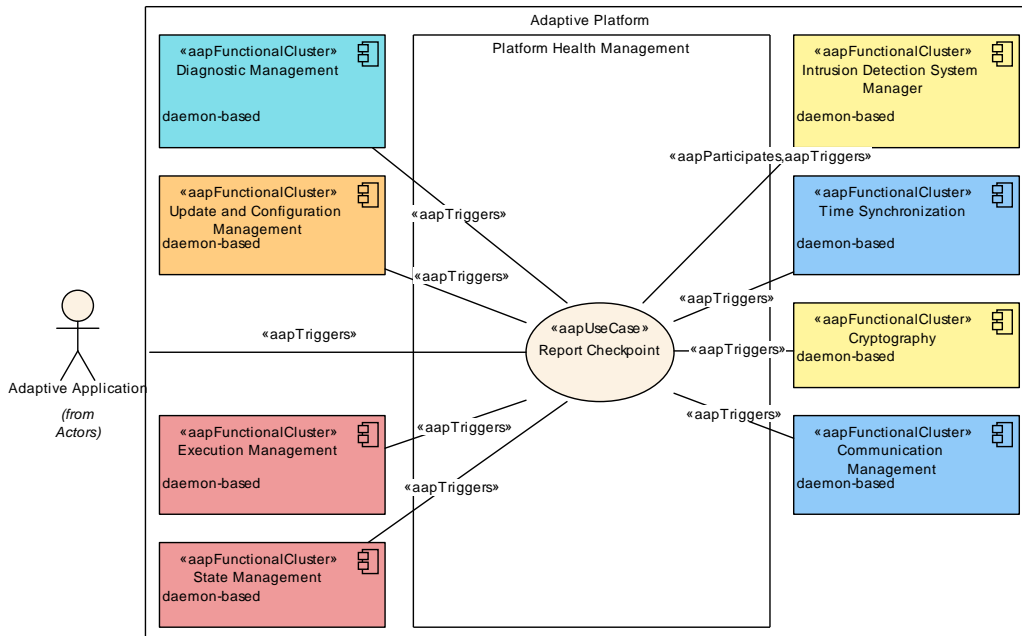 Adaptive Platform
Platform Health Management
«aapFunctionalCluster»
Diagnostic Management
daemon-based
«aapFunctionalCluster»
Intrusion Detection System
Manager
daemon-based
«aapParticipates,aapTriggers»
«aapFunctionalCluster»
Update and Configuration
Management
daemon-based
«aapTriggers»
«aapFunctionalCluster»
Time Synchronization
daemon-based
«aapTriggers»
«aapTriggers»
«aapUseCase»
Report Checkpoint
«aapTriggers»
Adaptive Application
(from
Actors)
«aapTriggers»
«aapFunctionalCluster»
Cryptography
daemon-based
«aapTriggers»
«aapFunctionalCluster»
Execution Management
daemon-based
«aapTriggers»
«aapTriggers»
«aapFunctionalCluster»
Communication
Management
daemon-based
«aapTriggers»
«aapFunctionalCluster»
State Management
daemon-based